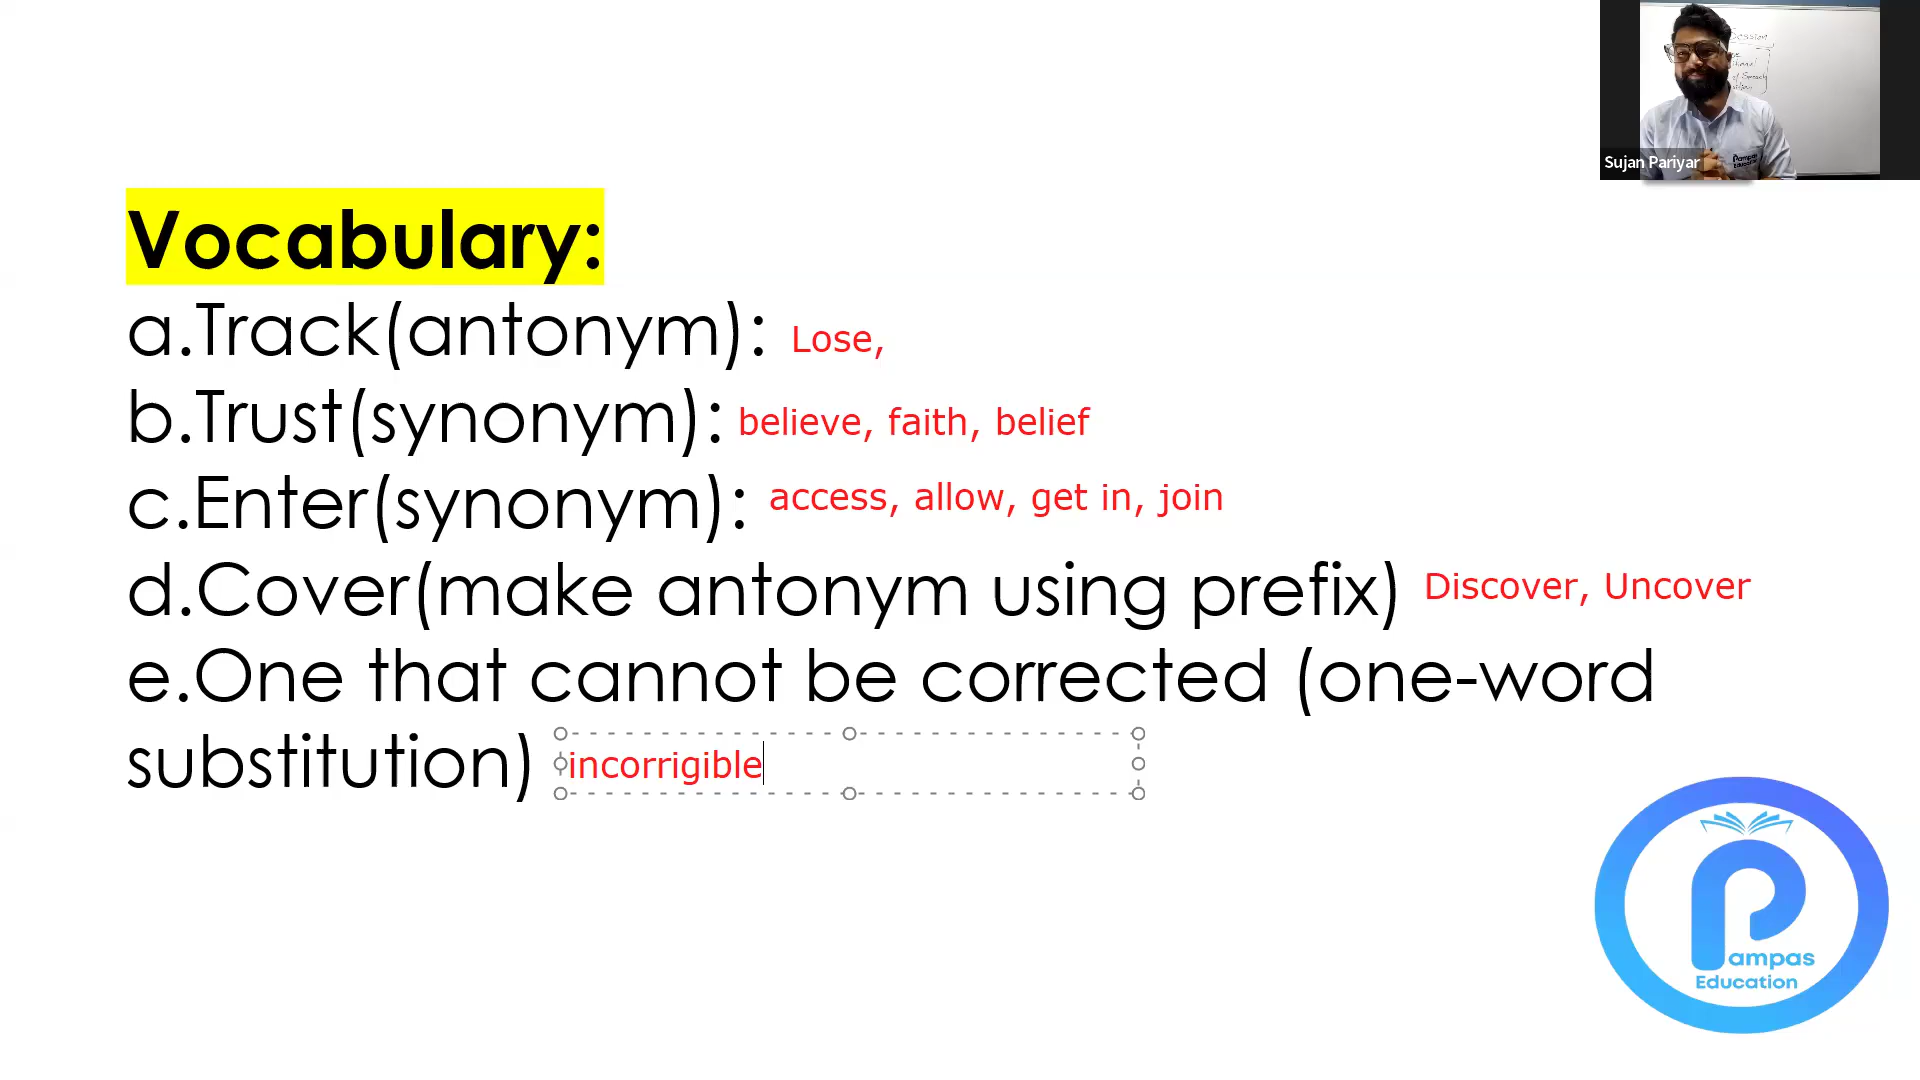 Sujan Pariyar
Vocabulary:
a.Track(antonym): Lose,
b.Trust(synonym): believe, faith, belief
c.Enter(synonym): access, allow, get in, join
d.Cover(make antonym using prefix) Discover, Uncover
e.One that cannot be corrected (one-word
substitution) incorrigible
Pampas
Education